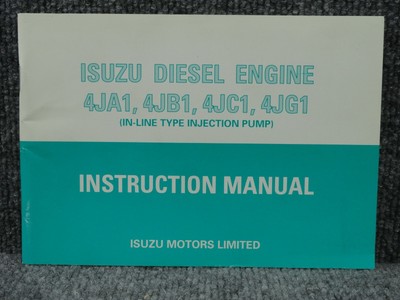 ISUZU DIESEL ENGINE
4JA1, 4JB1, 4JC1, 4JG1
(IN-LINE TYPE INJECTION PUMP)
INSTRUCTION MANUAL
ISUZU MOTORS LIMITED